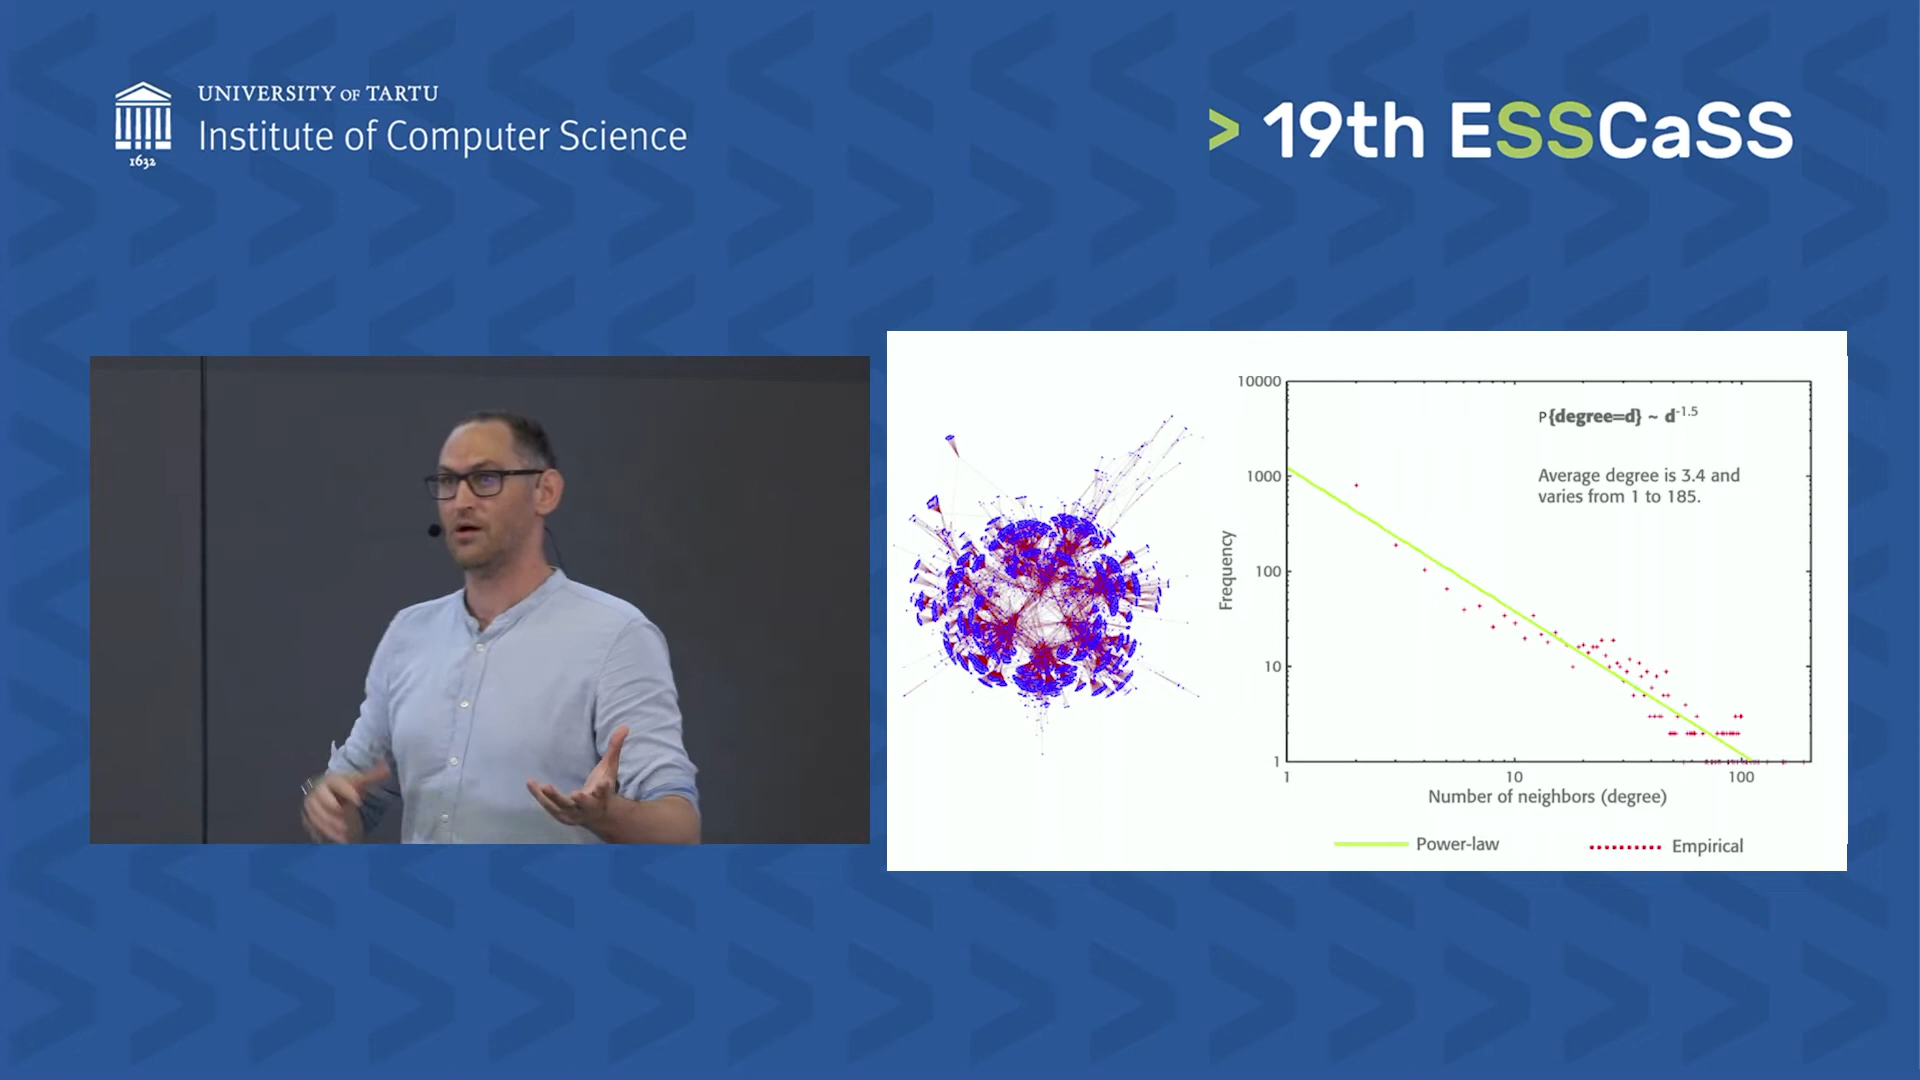 UNIVERSITY OF TARTU
Institute of Computer Science
1632
> 19th ESSCaSS
10000
1000
100
10
1
P{degree=d} ~ d-1.5
Average degree is 3.4 and
varies from 1 to 185.
Frequency
1 10 100
Number of neighbors (degree)
Power-law
Empirical